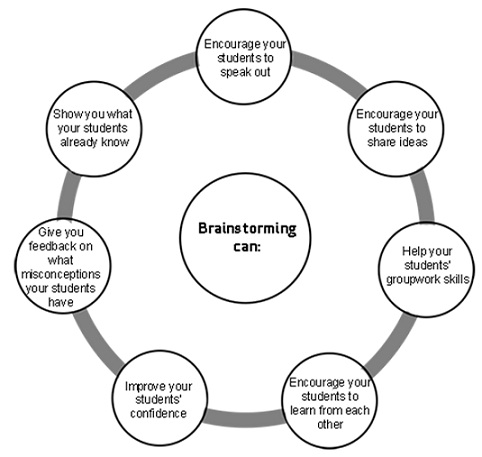 Encourage your
students to
speak out
Encourage your
students to
share ideas
Help your
students'
groupwork skills
Encourage your
students to
learn from each
other
Improve your
students'
confidence
Give you
feedback on
what
misconceptions
your students
have
Show you what
your students
already know
Brainstorming
can: